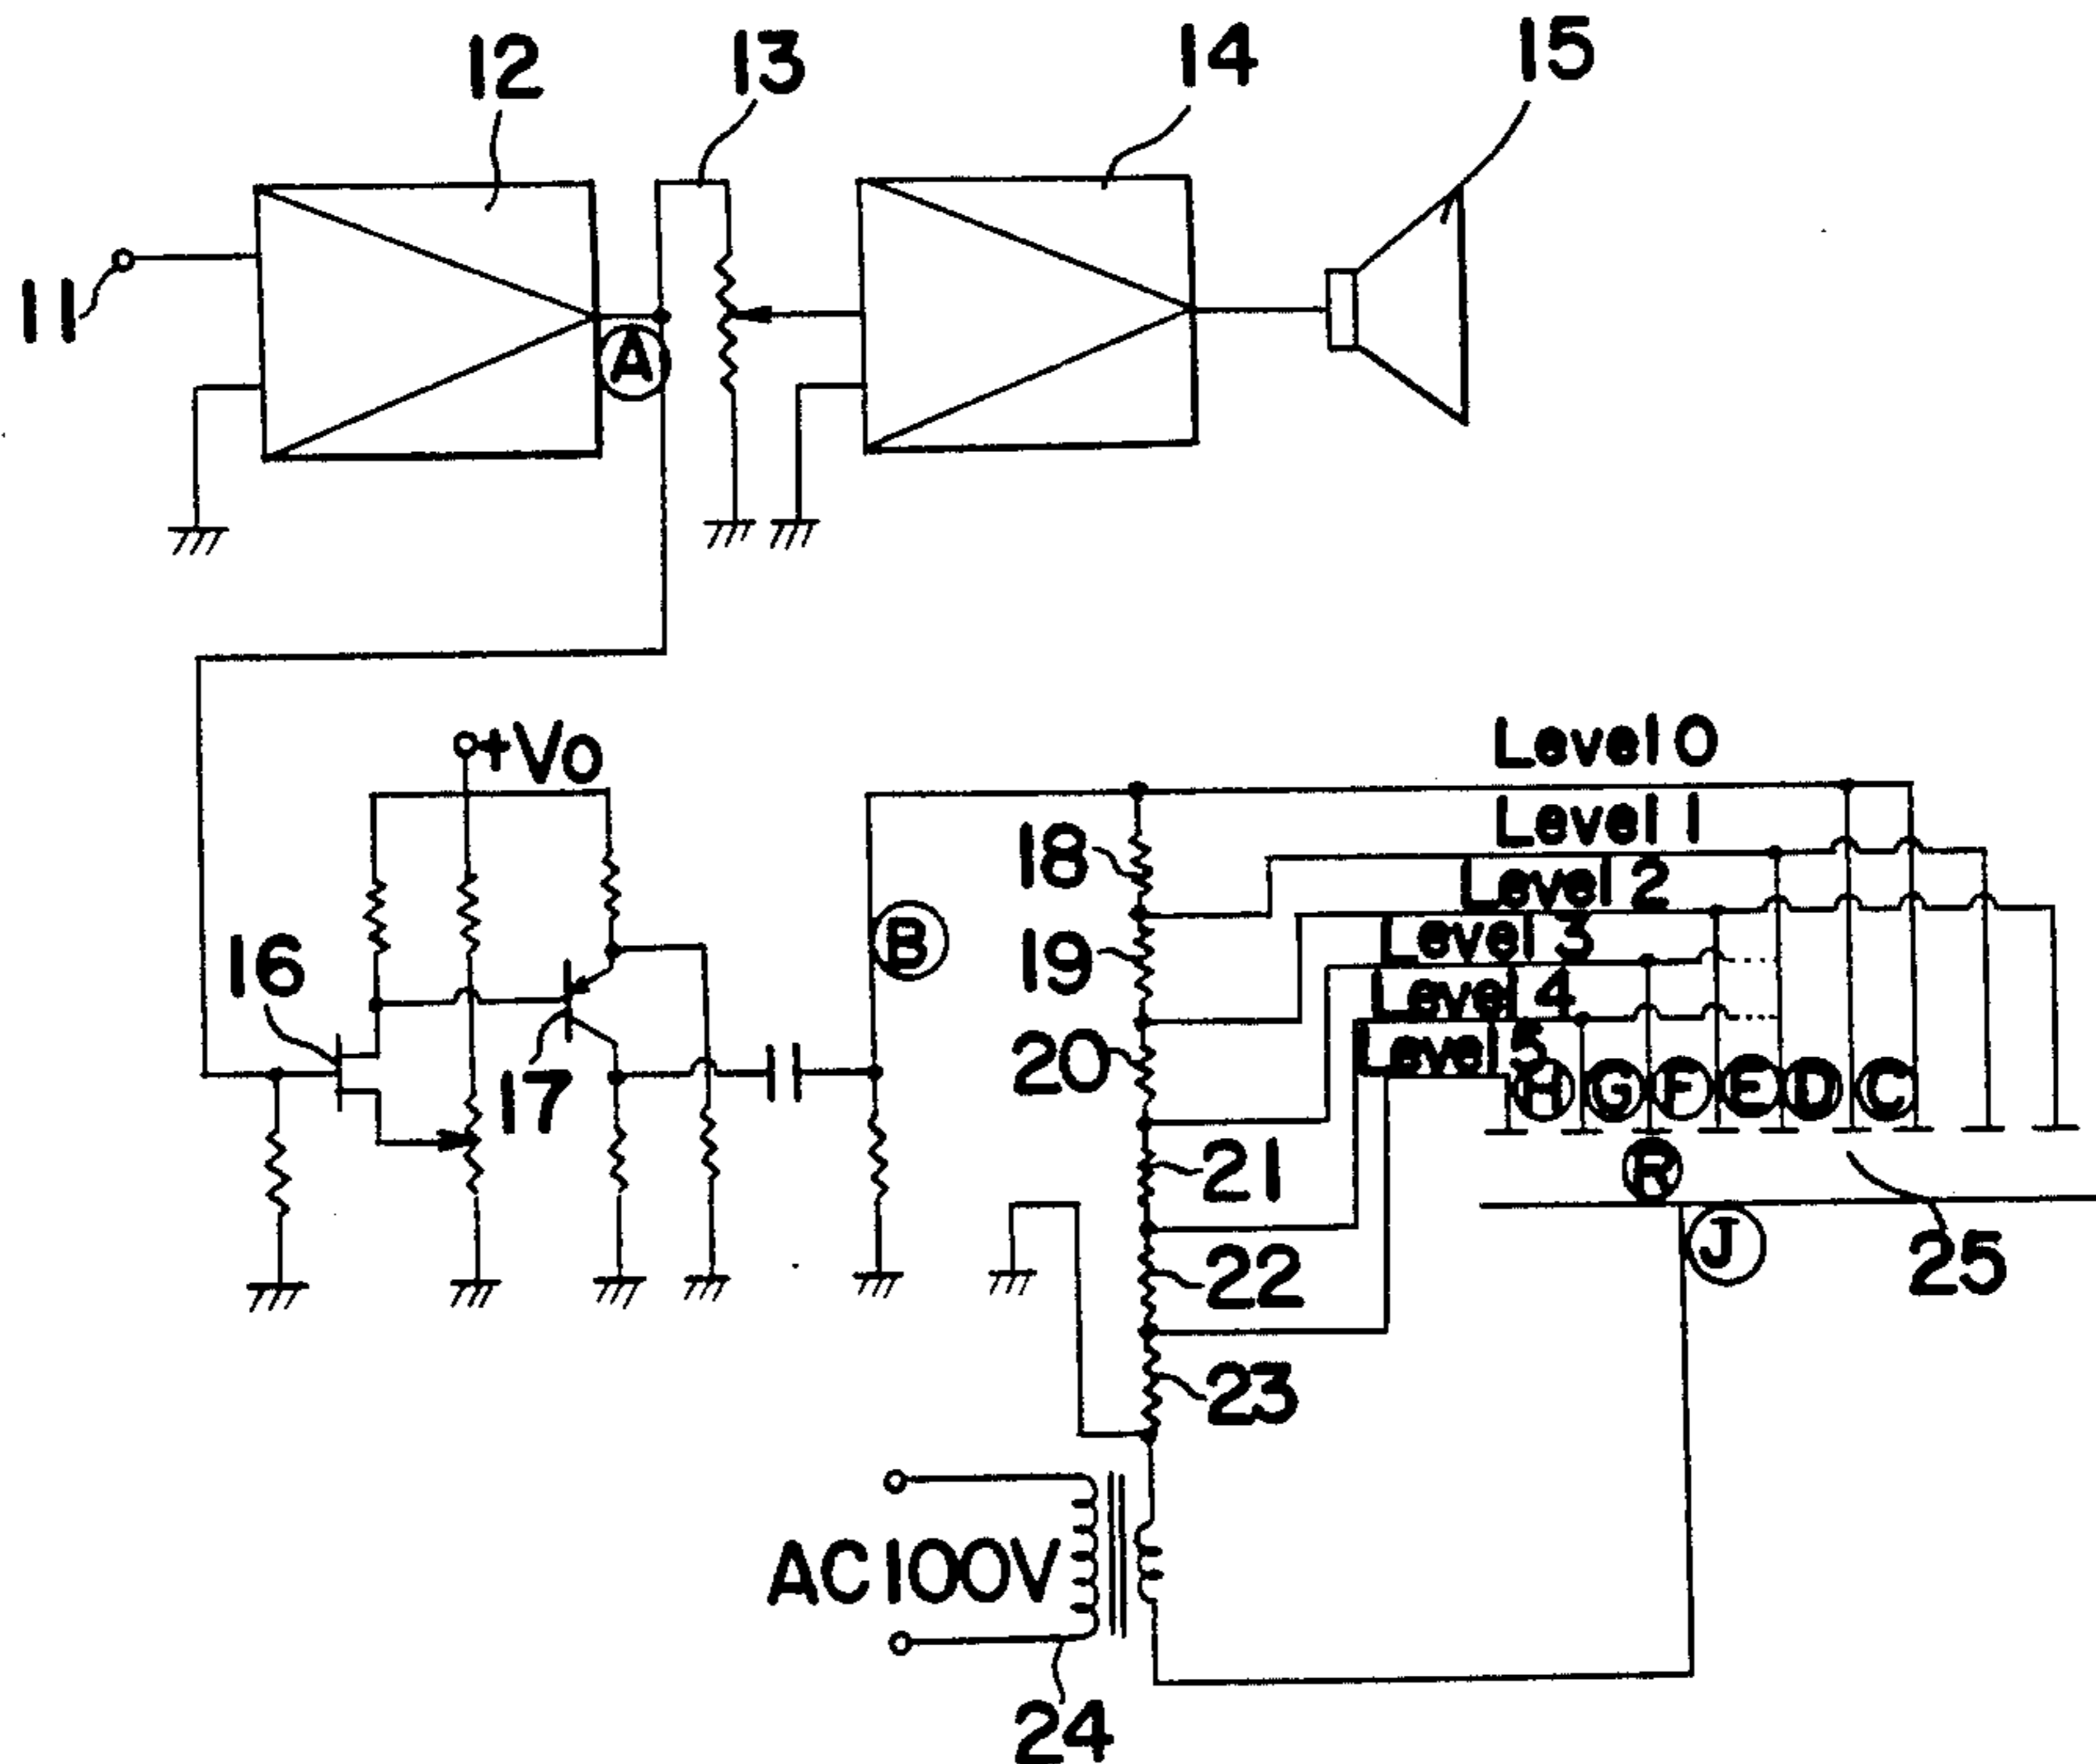 12
13
14
15
11
A
+Vo
Level 0
Level 1
18
Level 2
16
B
19
Level 3
Level 4
17
20
Level 5
H G F E D C
R
21
J
22
25
23
AC100V
24